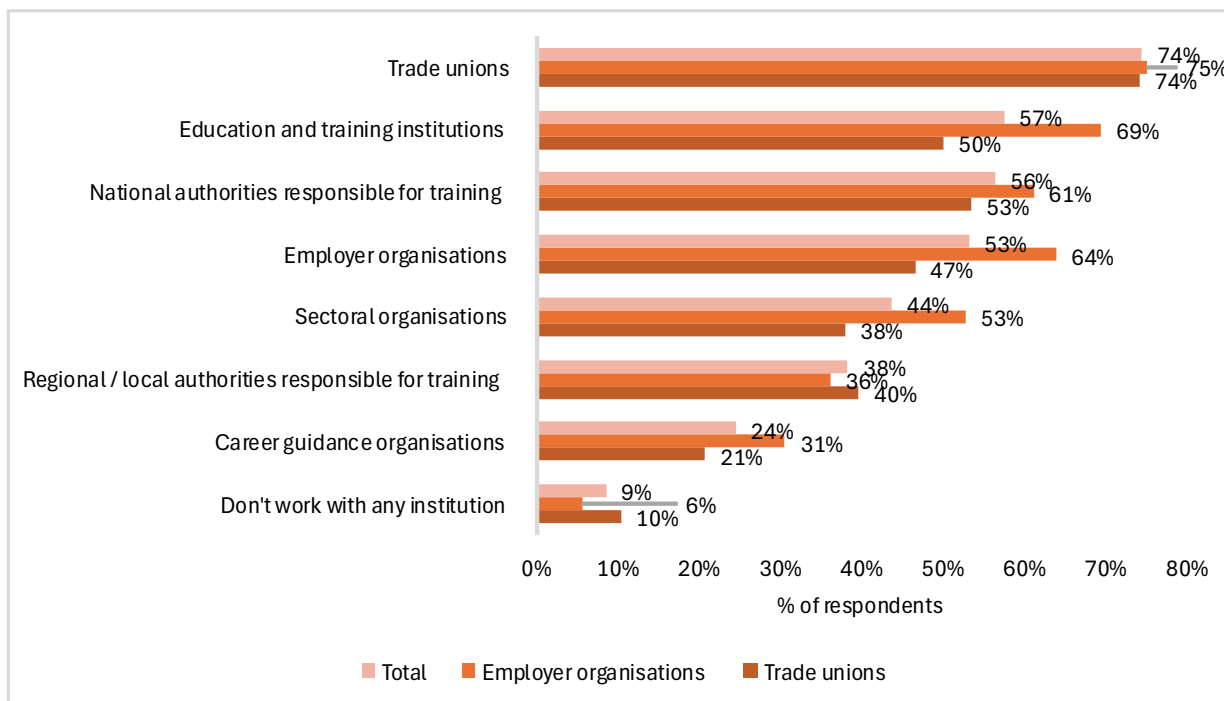 Trade unions
74%
75%
74%
Education and training institutions
57%
69%
50%
National authorities responsible for training
56%
61%
53%
Employer organisations
53%
64%
47%
Sectoral organisations
44%
53%
38%
Regional / local authorities responsible for training
38%
36%
40%
Career guidance organisations
24%
31%
21%
Don't work with any institution
9%
6%
10%
0% 10% 20% 30% 40% 50% 60% 70% 80%
% of respondents
Total Employer organisations Trade unions